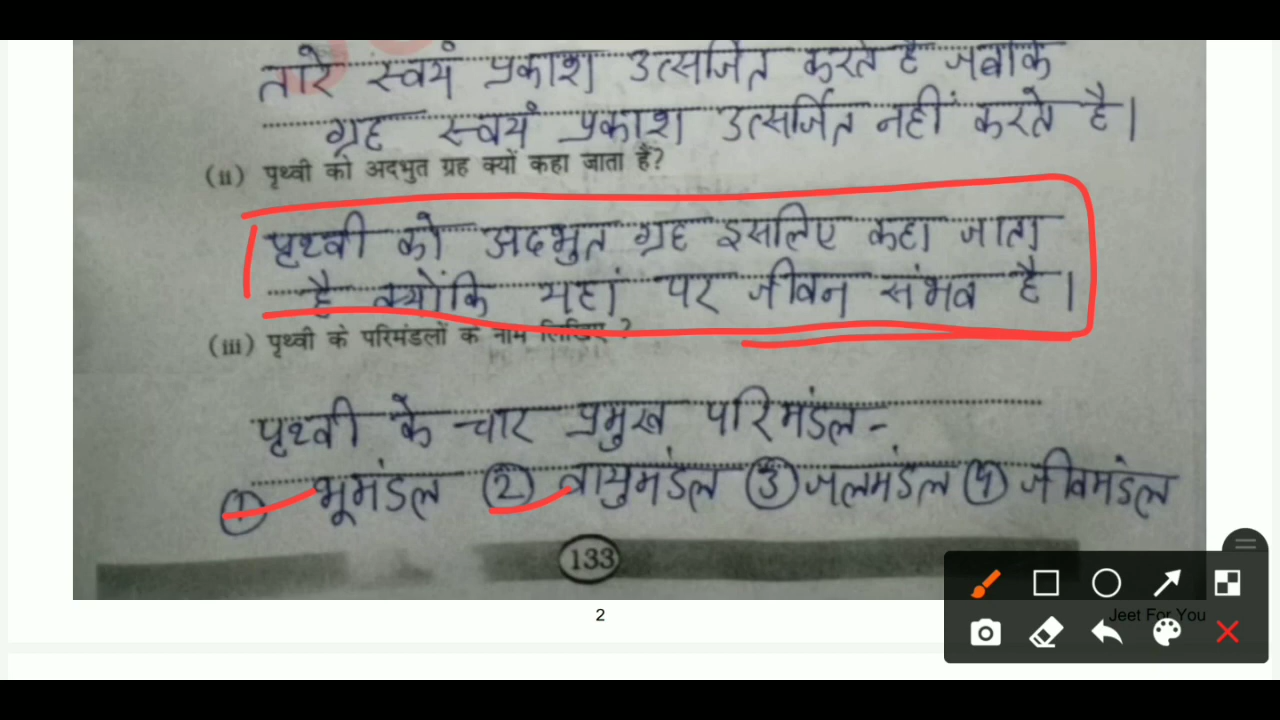 तारे स्वयं प्रकाश उत्सर्जित करते है जबकि
ग्रह स्वयं प्रकाश उत्सर्जित नहीं करते है।
(ii) पृथ्वी को अदभुत ग्रह क्यों कहा जाता है?
पृथ्वी को अदभुत ग्रह इसलिए कहा जाता
है क्योंकि यहां पर जीवन संभव है।
(iii) पृथ्वी के परिमंडलों के नाम लिखिए ?
पृथ्वी के चार प्रमुख परिमंडल-
① भूमंडल ② वायुमंडल ③ जलमंडल ④ जीवमंडल
133
2
Jeet For You